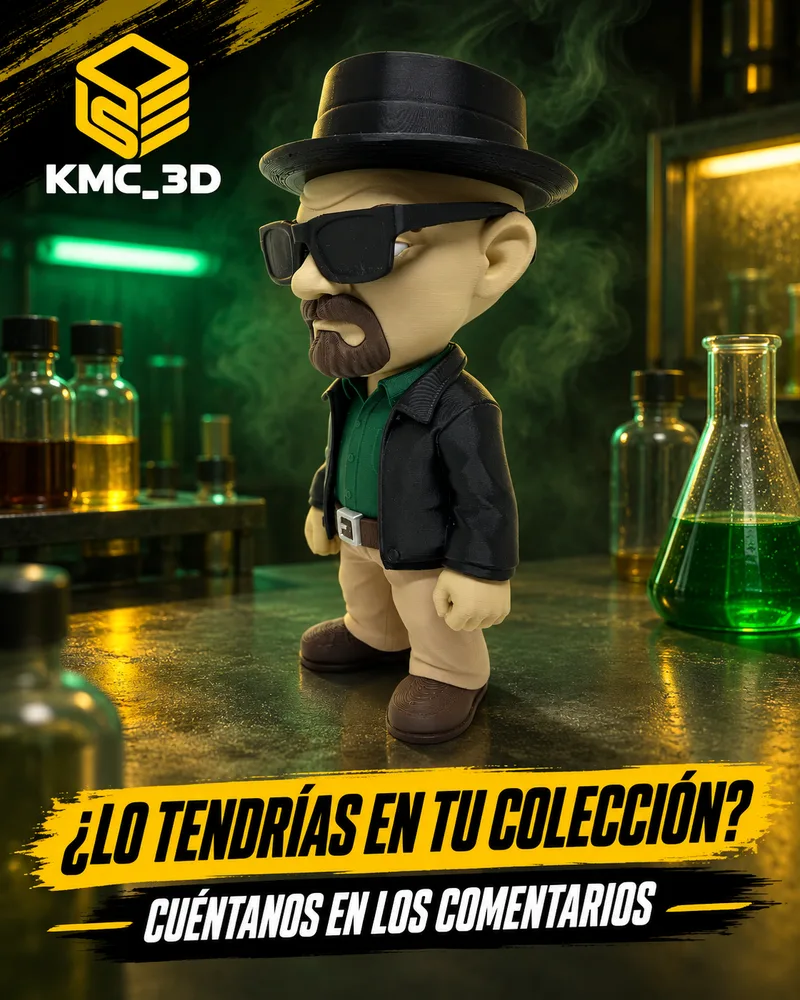 KMC_3D
¿LO TENDRÍAS EN TU COLECCIÓN?
CUÉNTANOS EN LOS COMENTARIOS